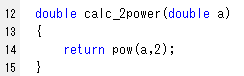 12 double calc_2power(double a)
13 {
14     return pow(a,2);
15 }